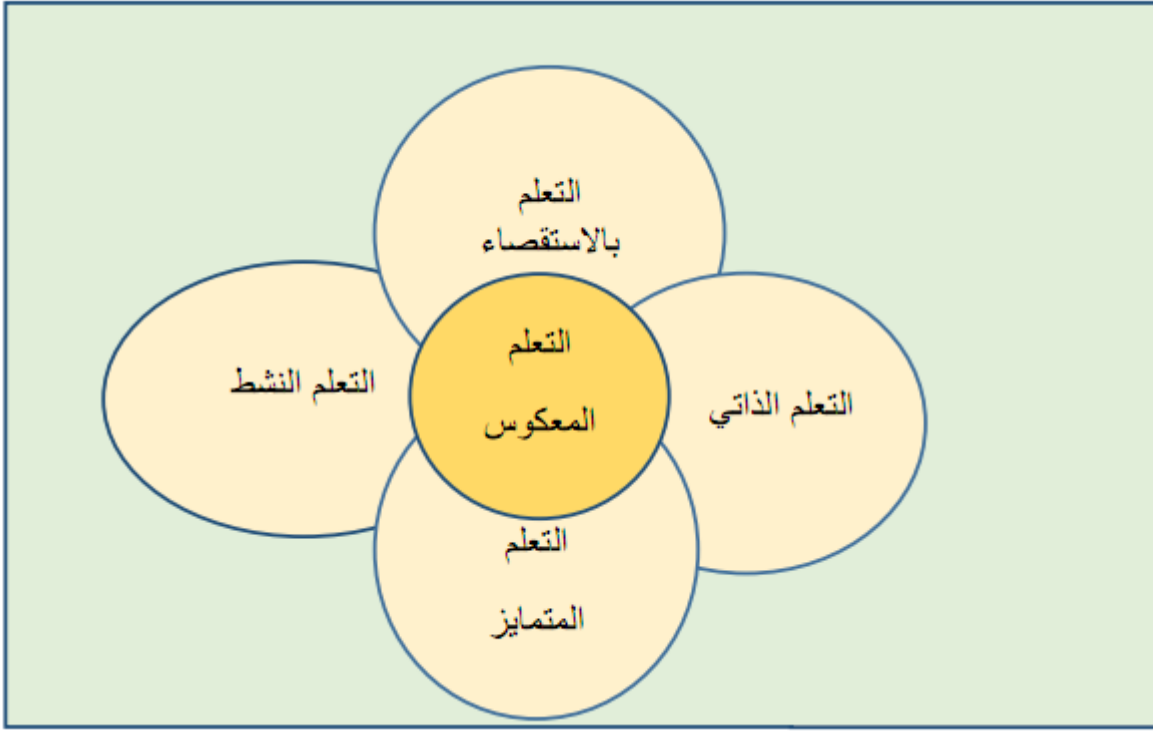 التعلم
بالاستقصاء
التعلم
المعكوس
التعلم الذاتي
التعلم النشط
التعلم
المتمايز